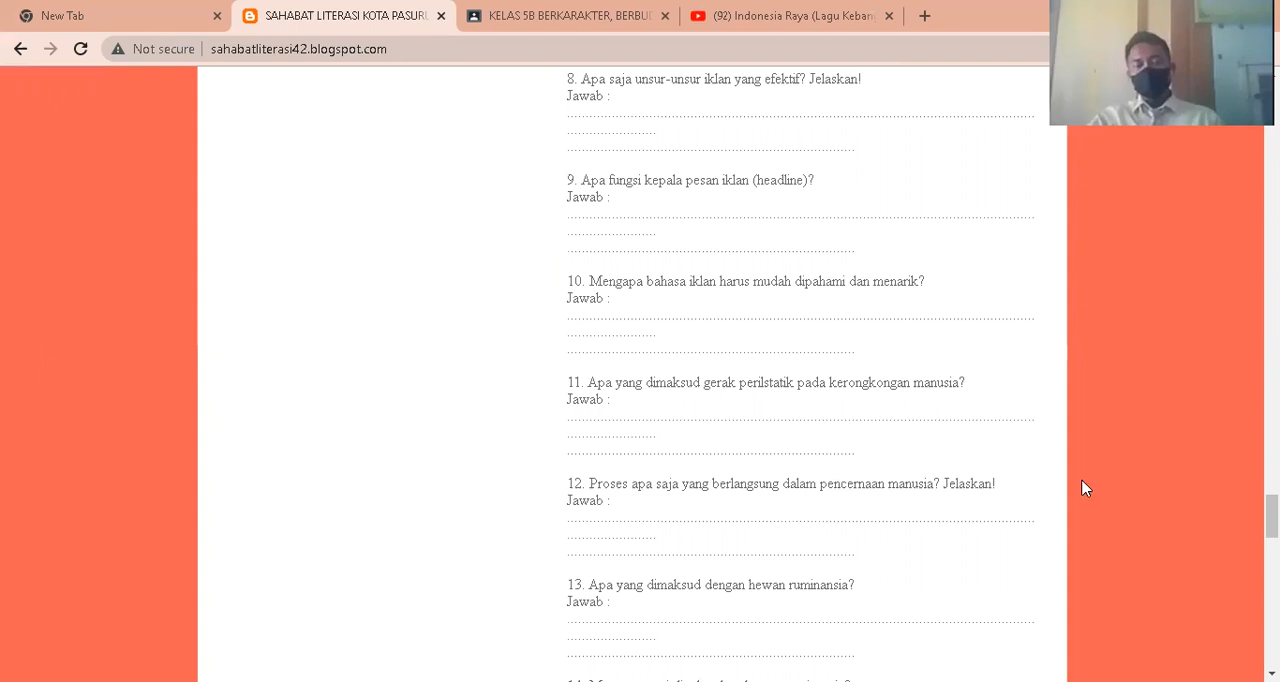 New Tab
SAHABAT LITERASI KOTA PASURU
KELAS 5B BERKARAKTER, BERBUD
(92) Indonesia Raya (Lagu Keban
Not secure
sahabatliterasi42.blogspot.com
8. Apa saja unsur-unsur iklan yang efektif? Jelaskan!
Jawab :
9. Apa fungsi kepala pesan iklan (headline)?
Jawab :
10. Mengapa bahasa iklan harus mudah dipahami dan menarik?
Jawab :
11. Apa yang dimaksud gerak perilstatik pada kerongkongan manusia?
Jawab :
12. Proses apa saja yang berlangsung dalam pencernaan manusia? Jelaskan!
Jawab :
13. Apa yang dimaksud dengan hewan ruminansia?
Jawab :